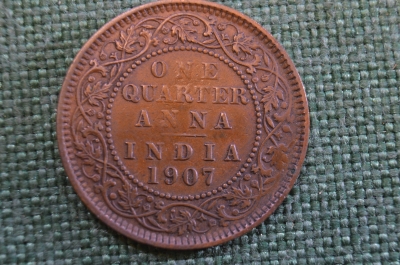 ONE
QUARTER
ANNA
INDIA
1907